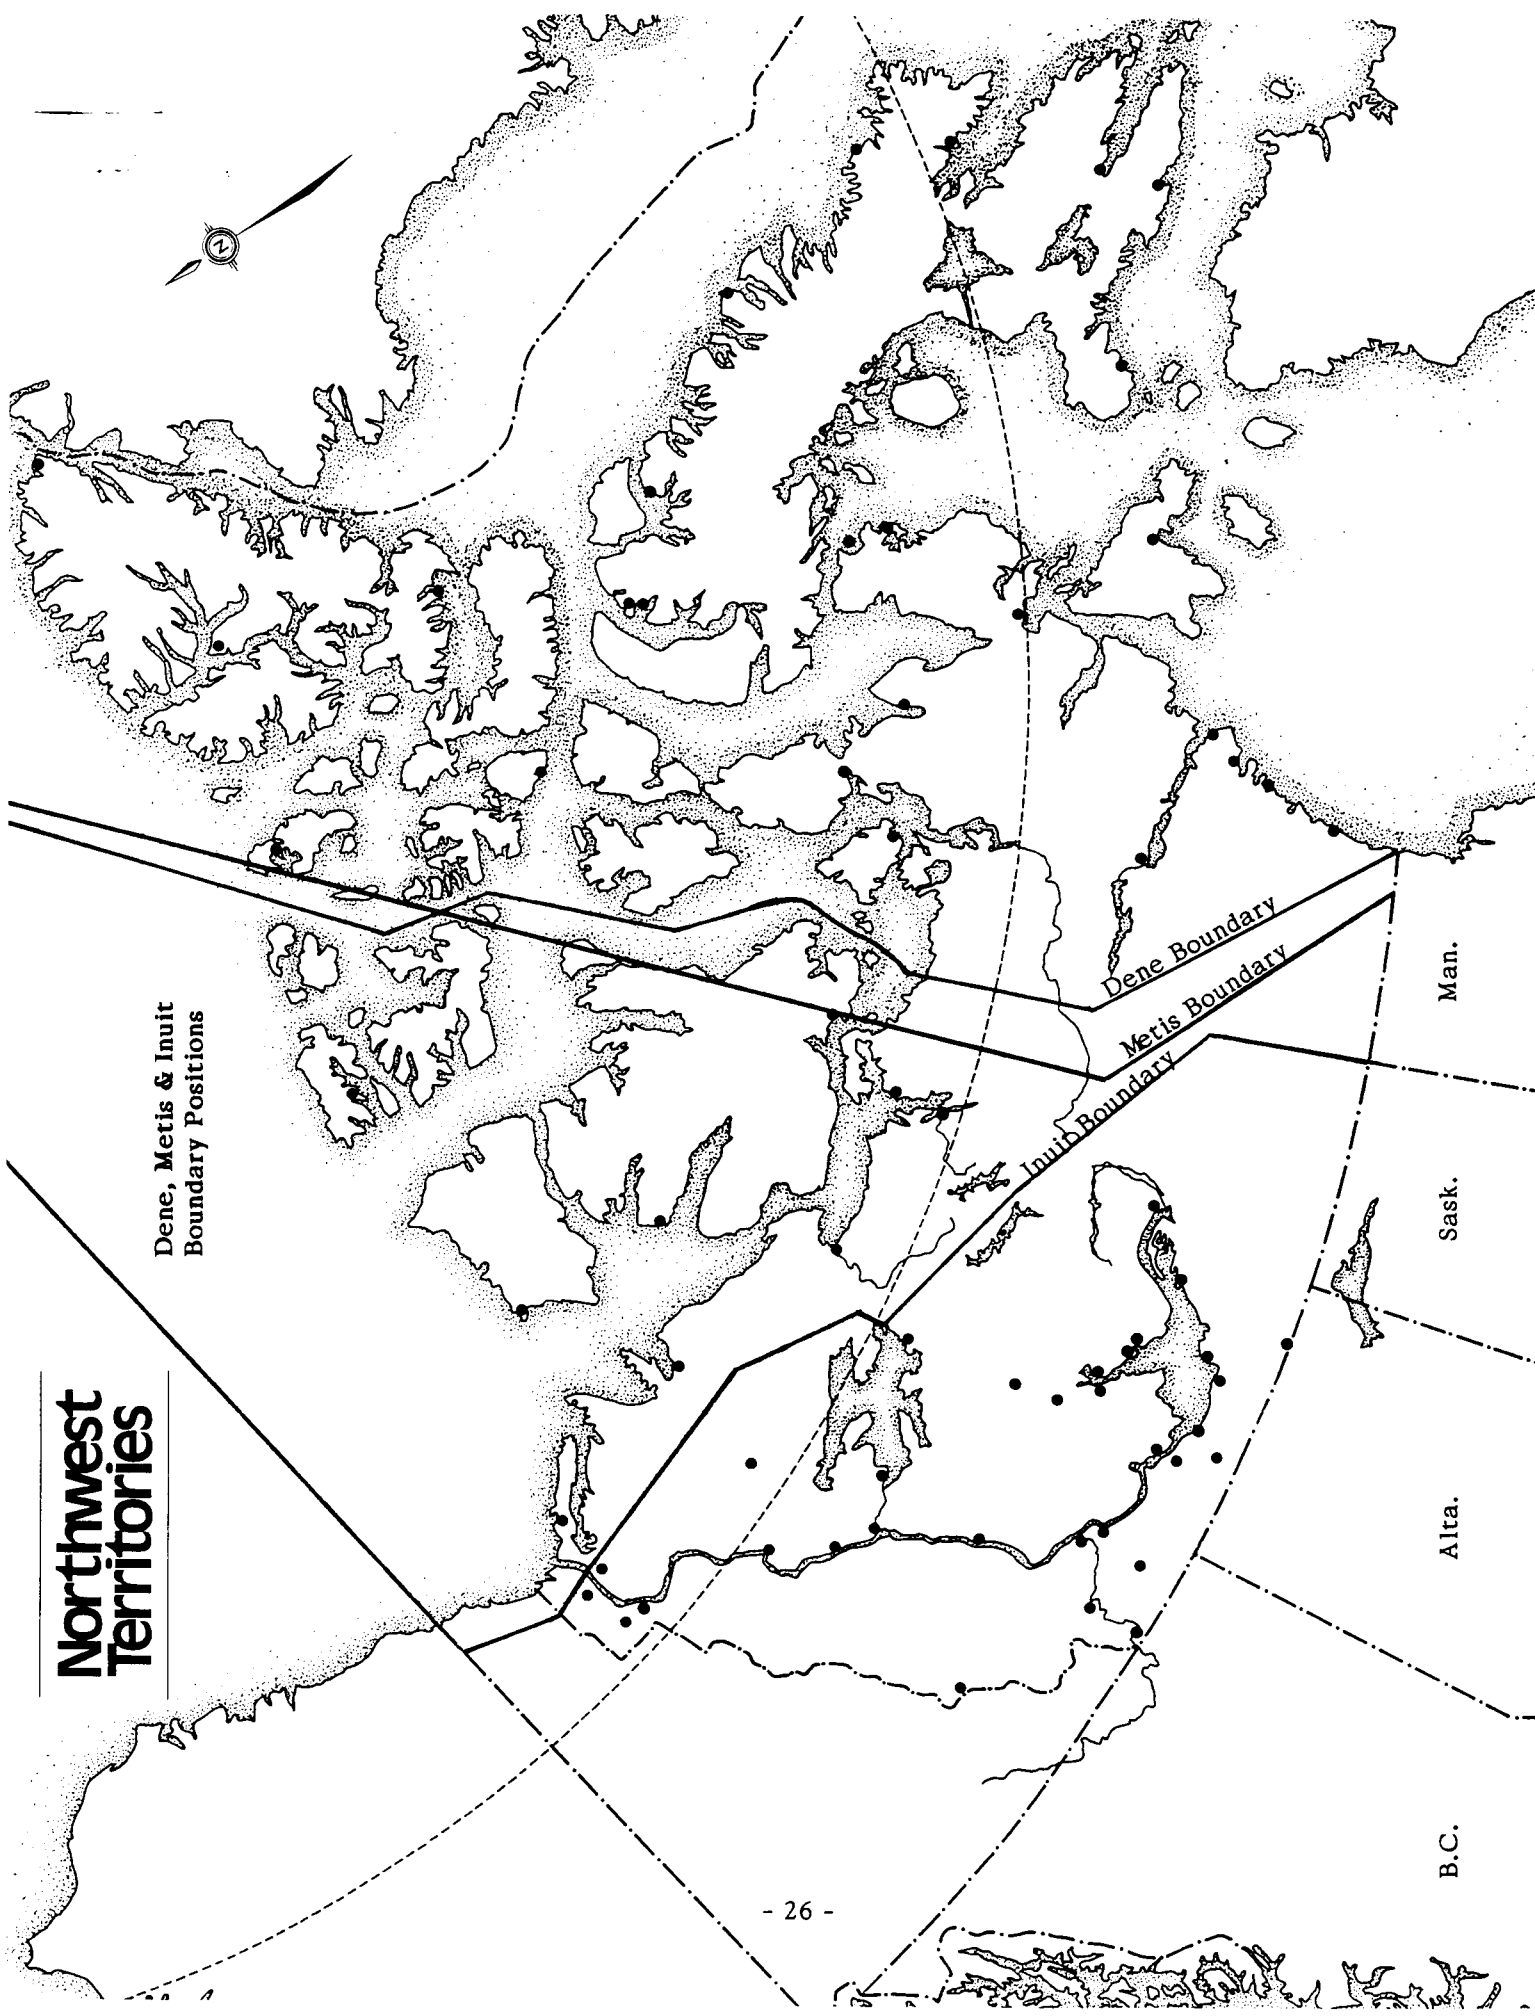 Northwest
Territories
Dene, Metis & Inuit
Boundary Positions
N
Dene Boundary
Metis Boundary
Inuit Boundary
B.C.
Alta.
Sask.
Man.
- 26 -